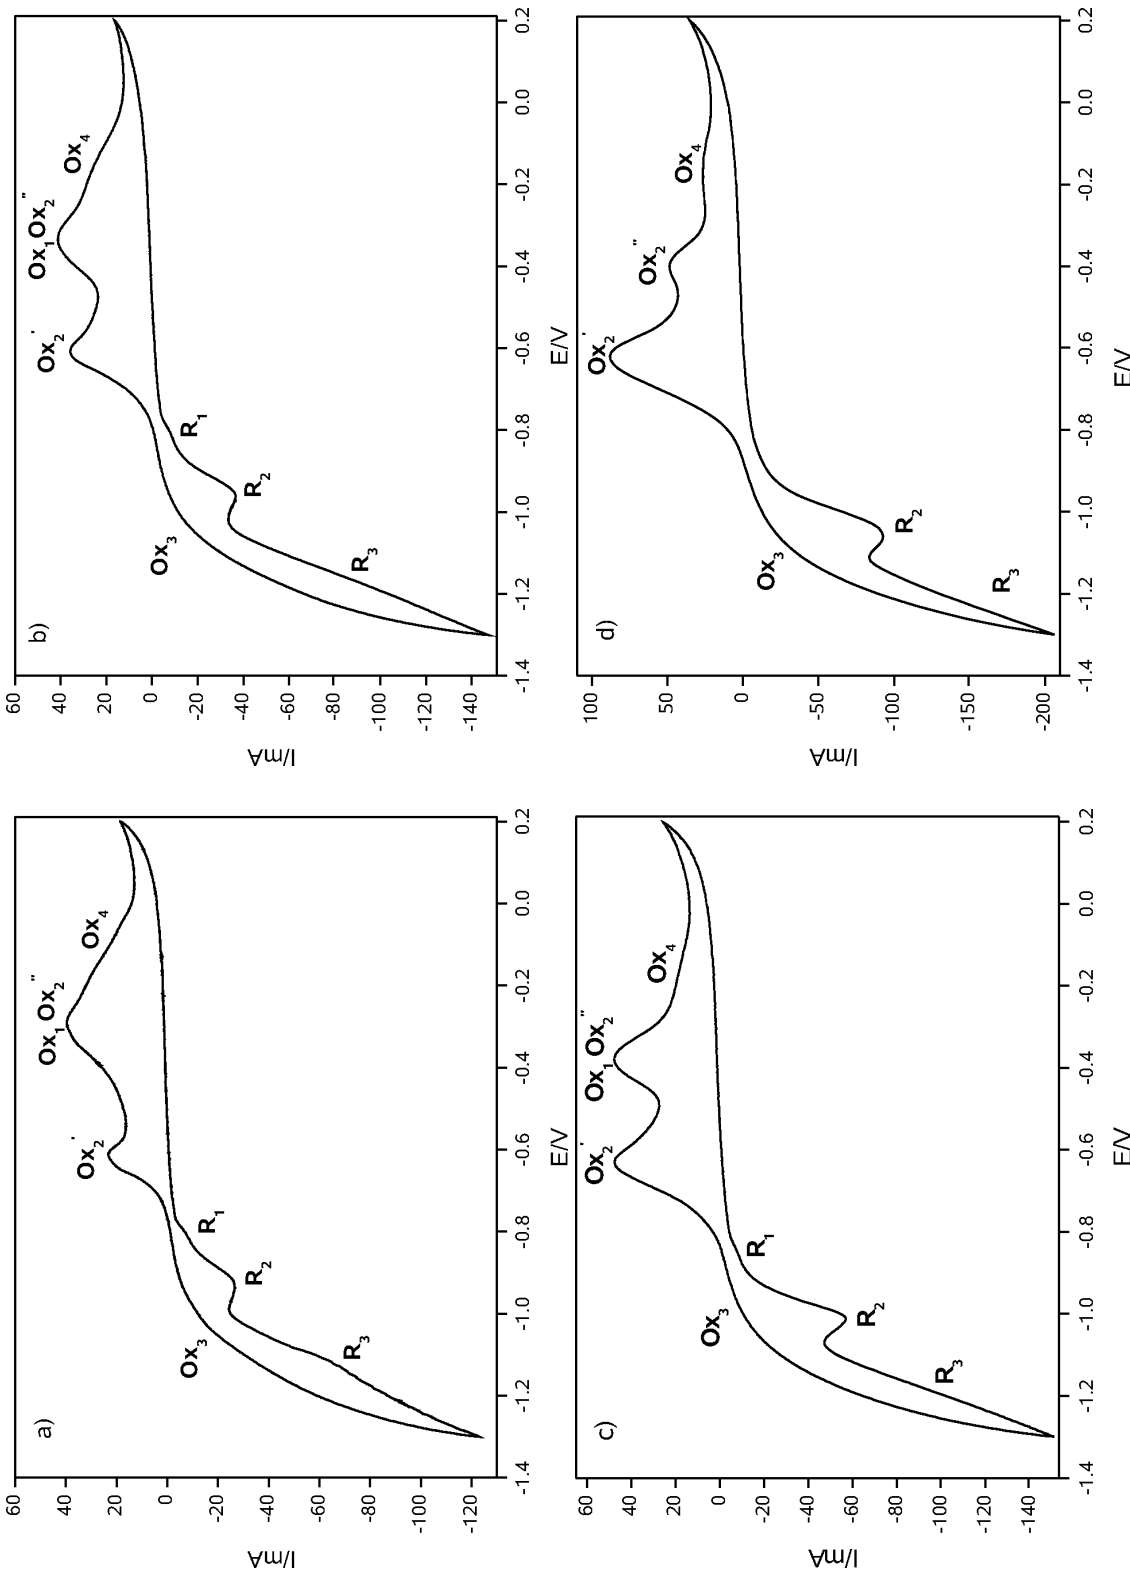 a)
Ox₂' Ox₁ Ox₂'' Ox₄
Ox₃ R₁ R₂ R₃
60 40 20 0 -20 -40 -60 -80 -100 -120
I/mA
-1.4 -1.2 -1.0 -0.8 -0.6 -0.4 -0.2 0.0 0.2
E/V
b)
Ox₂' Ox₁ Ox₂'' Ox₄
Ox₃ R₁ R₂ R₃
60 40 20 0 -20 -40 -60 -80 -100 -120 -140
I/mA
-1.4 -1.2 -1.0 -0.8 -0.6 -0.4 -0.2 0.0 0.2
E/V
c)
Ox₂' Ox₁ Ox₂'' Ox₄
Ox₃ R₁ R₂ R₃
60 40 20 0 -20 -40 -60 -80 -100 -120 -140
I/mA
-1.4 -1.2 -1.0 -0.8 -0.6 -0.4 -0.2 0.0 0.2
E/V
d)
Ox₂' Ox₂'' Ox₄
Ox₃ R₂ R₃
100 50 0 -50 -100 -150 -200
I/mA
-1.4 -1.2 -1.0 -0.8 -0.6 -0.4 -0.2 0.0 0.2
E/V